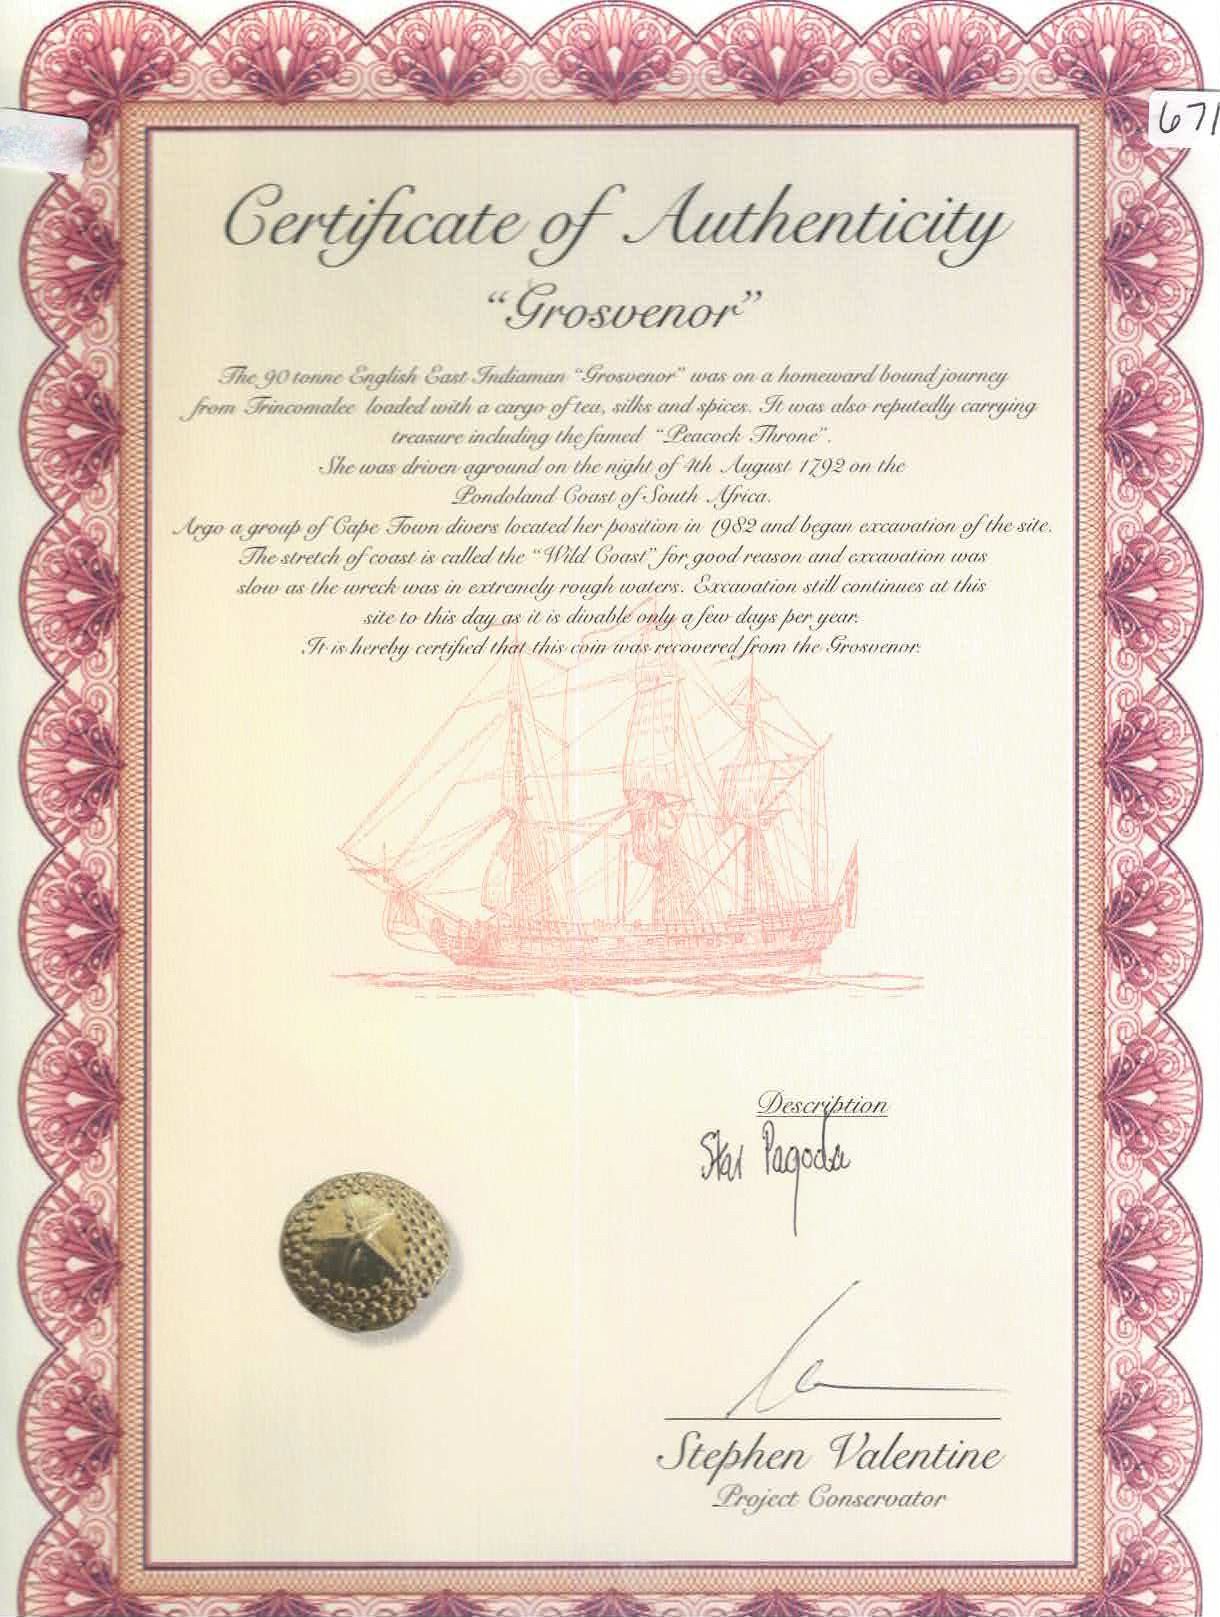 671
Certificate of Authenticity
“Grosvenor”
The 90 tonne English East Indiaman “Grosvenor” was on a homeward bound journey
from Trincomalee loaded with a cargo of tea, silks and spices. It was also reputedly carrying
treasure including the famed “Peacock Throne”.
She was driven aground on the night of 4th August 1792 on the
Pondoland Coast of South Africa.
Argo a group of Cape Town divers located her position in 1982 and began excavation of the site.
The stretch of coast is called the “Wild Coast” for good reason and excavation was
slow as the wreck was in extremely rough waters. Excavation still continues at this
site to this day as it is divable only a few days per year.
It is hereby certified that this coin was recovered from the Grosvenor.
Description
Star Pagoda
Stephen Valentine
Project Conservator